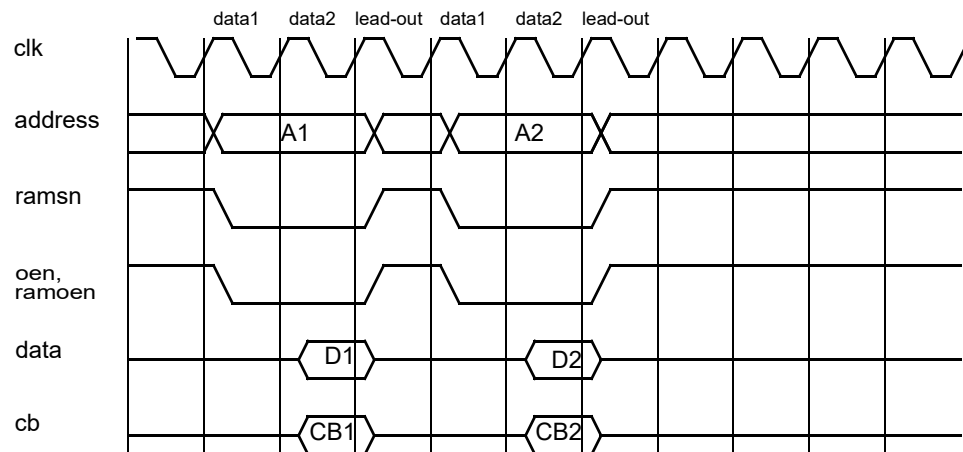 data1 data2 lead-out data1 data2 lead-out
clk
address A1 A2
ramsn
oen,
ramoen
data D1 D2
cb CB1 CB2